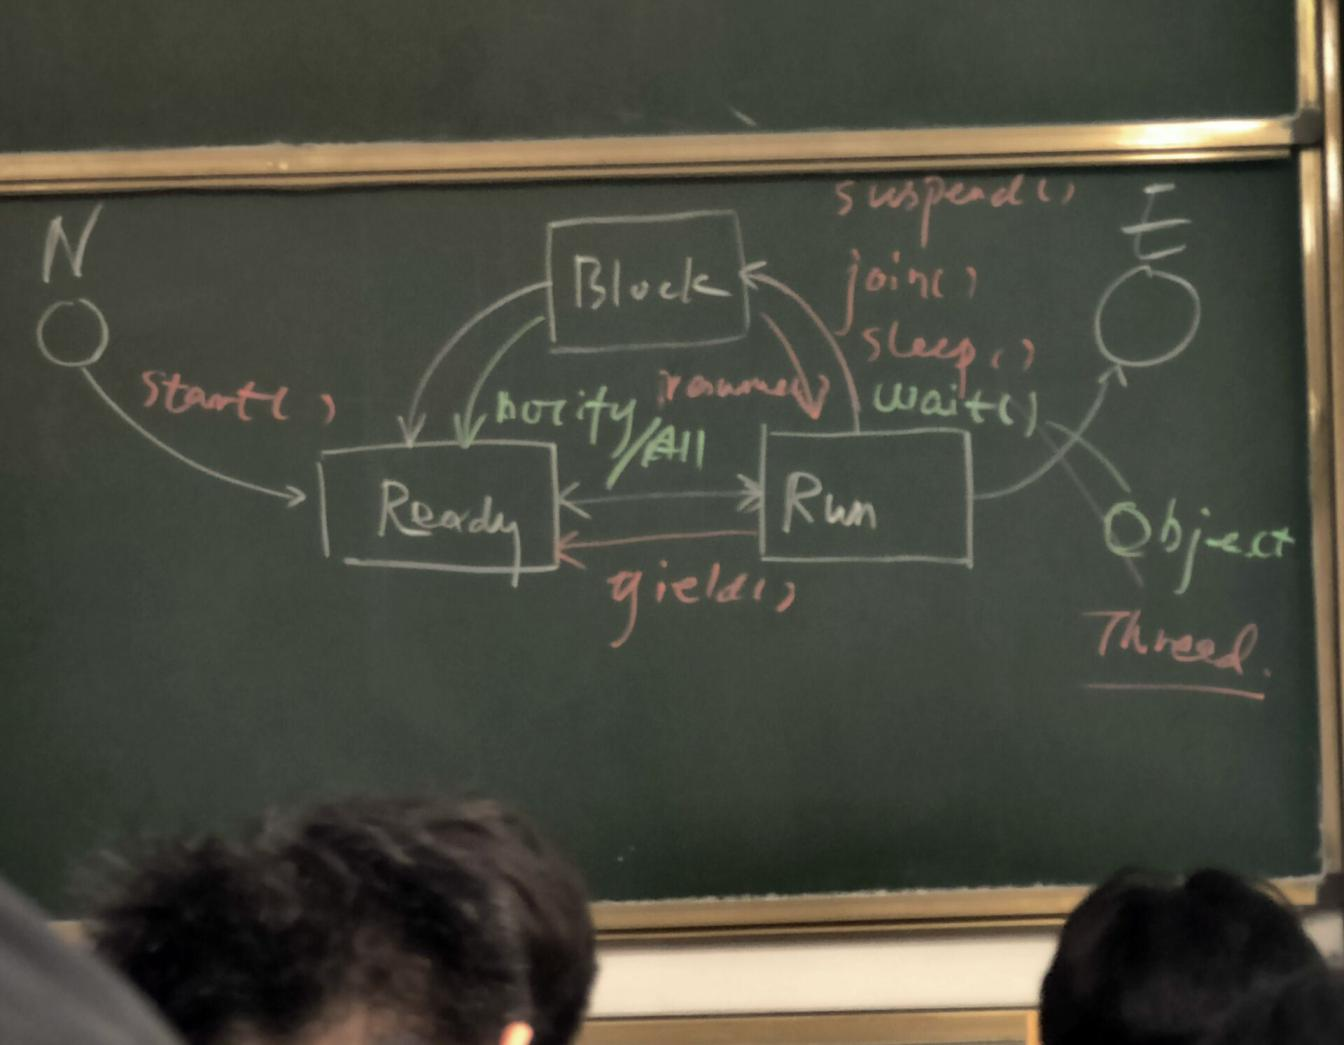 N
start()
Block
suspend()
join()
sleep()
wait()
E
resume()
notify
/All
Ready
Run
yield()
Object
Thread.